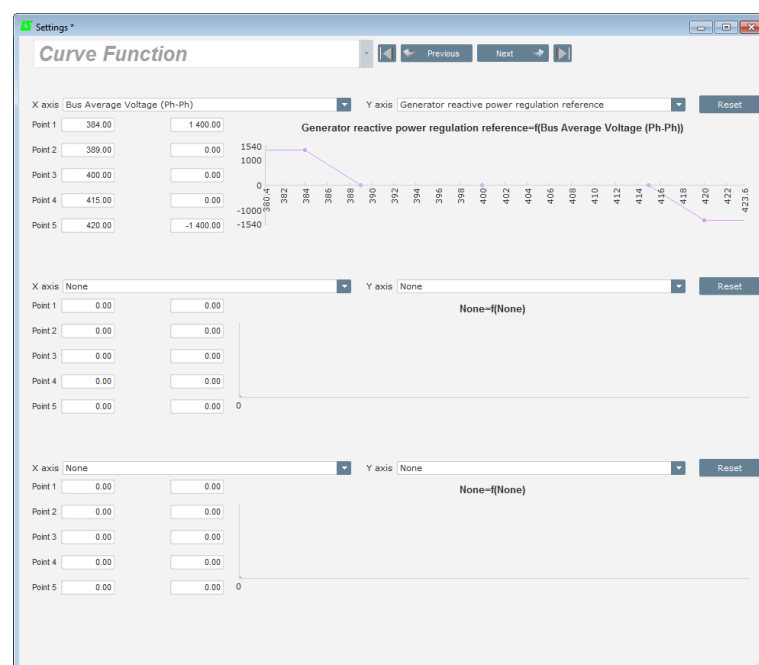 Settings *
Curve Function
Previous
Next
X axis Bus Average Voltage (Ph-Ph) Y axis Generator reactive power regulation reference Reset
Generator reactive power regulation reference=f(Bus Average Voltage (Ph-Ph))
Point 1 384.00 1 400.00
Point 2 389.00 0.00
Point 3 400.00 0.00
Point 4 415.00 0.00
Point 5 420.00 -1 400.00
1540
1000
0
-1000
-1540
380.4 382 384 386 388 390 392 394 396 398 400 402 404 406 408 410 412 414 416 418 420 422 423.6
X axis None Y axis None Reset
None=f(None)
Point 1 0.00 0.00
Point 2 0.00 0.00
Point 3 0.00 0.00
Point 4 0.00 0.00
Point 5 0.00 0.00
0
X axis None Y axis None Reset
None=f(None)
Point 1 0.00 0.00
Point 2 0.00 0.00
Point 3 0.00 0.00
Point 4 0.00 0.00
Point 5 0.00 0.00
0